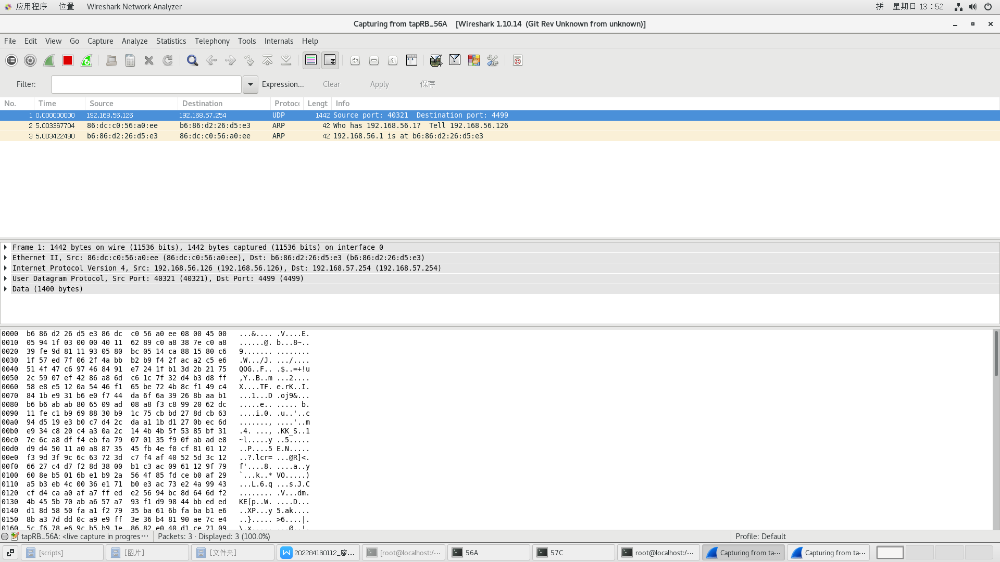 应用程序 位置 Wireshark Network Analyzer 拼 星期日 13：52
Capturing from tapRB_56A [Wireshark 1.10.14 (Git Rev Unknown from unknown)]
File Edit View Go Capture Analyze Statistics Telephony Tools Internals Help
Filter: Expression... Clear Apply 保存
No. Time Source Destination Protoco Lengt Info
1 0.000000000 192.168.56.126 192.168.57.254 UDP 1442 Source port: 40321 Destination port: 4499
2 5.003367704 86:dc:c0:56:a0:ee b6:86:d2:26:d5:e3 ARP 42 Who has 192.168.56.1? Tell 192.168.56.126
3 5.003422490 b6:86:d2:26:d5:e3 86:dc:c0:56:a0:ee ARP 42 192.168.56.1 is at b6:86:d2:26:d5:e3
Frame 1: 1442 bytes on wire (11536 bits), 1442 bytes captured (11536 bits) on interface 0
Ethernet II, Src: 86:dc:c0:56:a0:ee (86:dc:c0:56:a0:ee), Dst: b6:86:d2:26:d5:e3 (b6:86:d2:26:d5:e3)
Internet Protocol Version 4, Src: 192.168.56.126 (192.168.56.126), Dst: 192.168.57.254 (192.168.57.254)
User Datagram Protocol, Src Port: 40321 (40321), Dst Port: 4499 (4499)
Data (1400 bytes)
0000 b6 86 d2 26 d5 e3 86 dc c0 56 a0 ee 08 00 45 00 ...&.... .V....E.
0010 05 94 1f 03 00 00 40 11 62 89 c0 a8 38 7e c0 a8 ......@. b...8~..
0020 39 fe 9d 81 11 93 05 80 bc 05 14 ca 88 15 80 c6 9....... ........
0030 1f 57 ed 7f 06 2f 4a bb b2 b9 f4 2f ac a2 c5 e6 .W.../J. .../....
0040 51 4f 47 c6 97 46 84 91 e7 24 1f b1 3d 2b 21 75 QOG..F.. .$..=+!u
0050 2c 59 07 ef 42 86 a8 6d c6 1c 7f 32 d4 b3 d8 ff ,Y..B..m ...2....
0060 58 e8 e5 12 0a 54 46 f1 65 be 72 4b 8c f1 49 c4 X....TF. e.rK..I.
0070 84 1b e9 31 b6 e0 f7 44 da 6f 6a 39 26 8b aa b1 ...1...D .oj9&...
0080 b6 b6 ab ab 80 65 09 ad 08 a8 f3 c8 99 20 62 dc .....e.. ..... b.
0090 11 fe c1 b9 69 88 30 b9 1c 75 cb bd 27 8d cb 63 ....i.0. .u..'..c
00a0 94 d5 19 e3 b0 c7 d4 2c da a1 1b d1 27 0b ec 6d ......., ....'..m
00b0 e9 34 c8 20 c4 a3 0a 2c 14 4b 4b 5f 53 85 bf 31 .4. ..., .KK_S..1
00c0 7e 6c a8 df f4 eb fa 79 07 01 35 f9 0f ab ad e8 ~l.....y ..5.....
00d0 d9 d4 50 11 a0 a8 87 35 45 fb 4e f0 cf 81 01 12 ..P....5 E.N.....
00e0 f3 9d 3f 9c 6c 63 72 3d c7 f4 af 40 52 5d 3c 12 ..?.lcr= ...@R]<.
00f0 66 27 c4 d7 f2 8d 38 00 b1 c3 ac 09 61 12 9f 79 f'....8. ....a..y
0100 60 8e b5 01 6b e1 b9 2a 56 4f 85 fd ce b0 af 29 `...k..* VO.....)
0110 a5 b3 eb 4c 00 36 e1 71 b0 e3 ac 73 e2 4a 99 43 ...L.6.q ...s.J.C
0120 cf d4 ca a0 af a7 ff ed e2 56 94 bc 8d 64 6d f2 ........ .V...dm.
0130 4b 45 5b 70 ab a6 57 a7 93 f1 d9 98 44 bb ed ed KE[p..W. ....D...
0140 d1 8d 58 50 fa a1 f2 79 35 ba 61 6b fa ba b1 e6 ..XP...y 5.ak....
0150 8b a3 7d dd 0c a9 e9 ff 3e 36 b4 81 90 ae 7c e4 ..}..... >6....|.
0160 5c f6 78 e6 9c b5 b9 1e 86 82 e0 40 d1 ce 21 09 \.x..... ...@..!.
tapRB_56A: <live capture in progres⋯ Packets: 3 · Displayed: 3 (100.0%) Profile: Default
[scripts] [图片] [文件夹] 202284160112_廖... [root@localhost:/⋯ 56A 57C root@localhost:/⋯ Capturing from ta⋯ Capturing from ta⋯